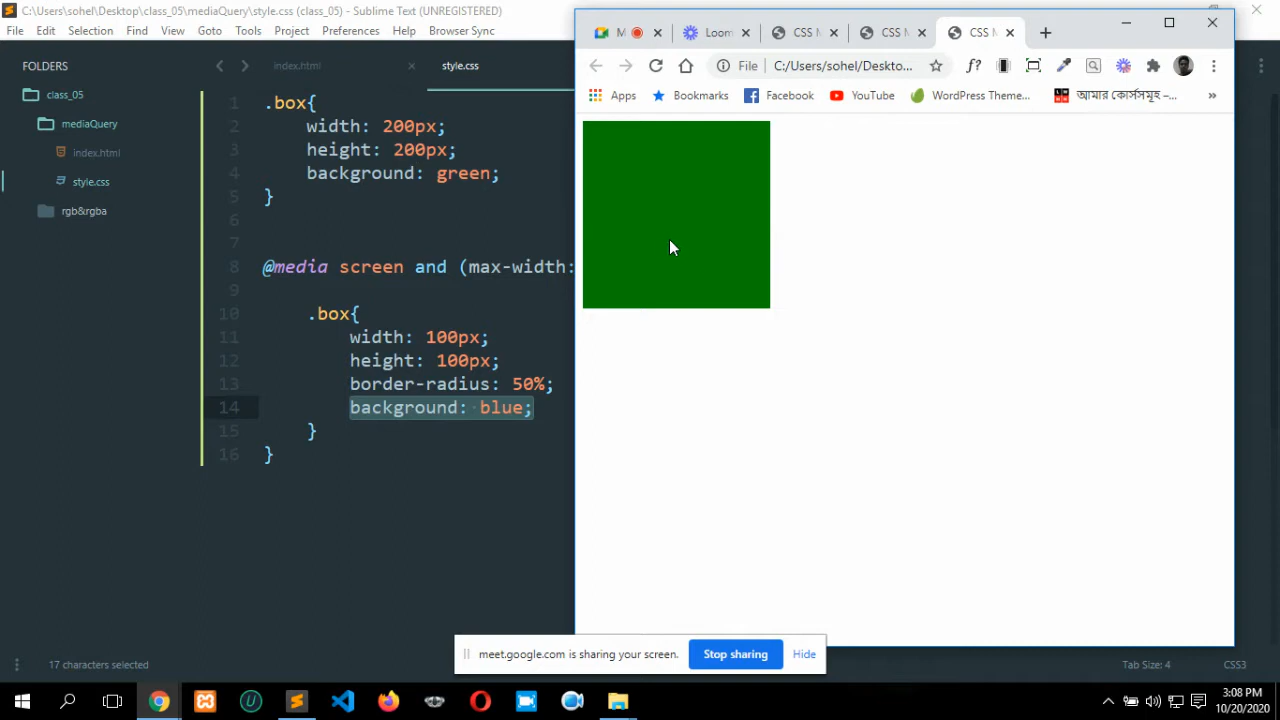 C:\Users\sohel\Desktop\class_05\mediaQuery\style.css (class_05) - Sublime Text (UNREGISTERED)
File Edit Selection Find View Goto Tools Project Preferences Help Browser Sync
FOLDERS
class_05
mediaQuery
index.html
style.css
rgb&rgba
index.html
style.css
1 .box{
2 width: 200px;
3 height: 200px;
4 background: green;
5 }
6
7
8 @media screen and (max-width:
9
10 .box{
11 width: 100px;
12 height: 100px;
13 border-radius: 50%;
14 background: blue;
15 }
16 }
M Loom CSS M CSS M CSS M
File C:/Users/sohel/Deskto... f?
Apps Bookmarks Facebook YouTube WordPress Theme... আমার কোর্সসমূহ –... »
meet.google.com is sharing your screen. Stop sharing Hide
17 characters selected
Tab Size: 4 CSS3
3:08 PM
10/20/2020